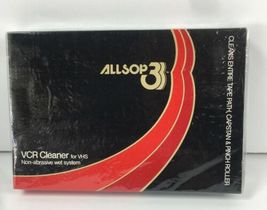 ALLSOP 3
CLEANS ENTIRE TAPE PATH, CAPSTAN & PINCH ROLLER
VCR Cleaner for VHS
Non-abrasive wet system